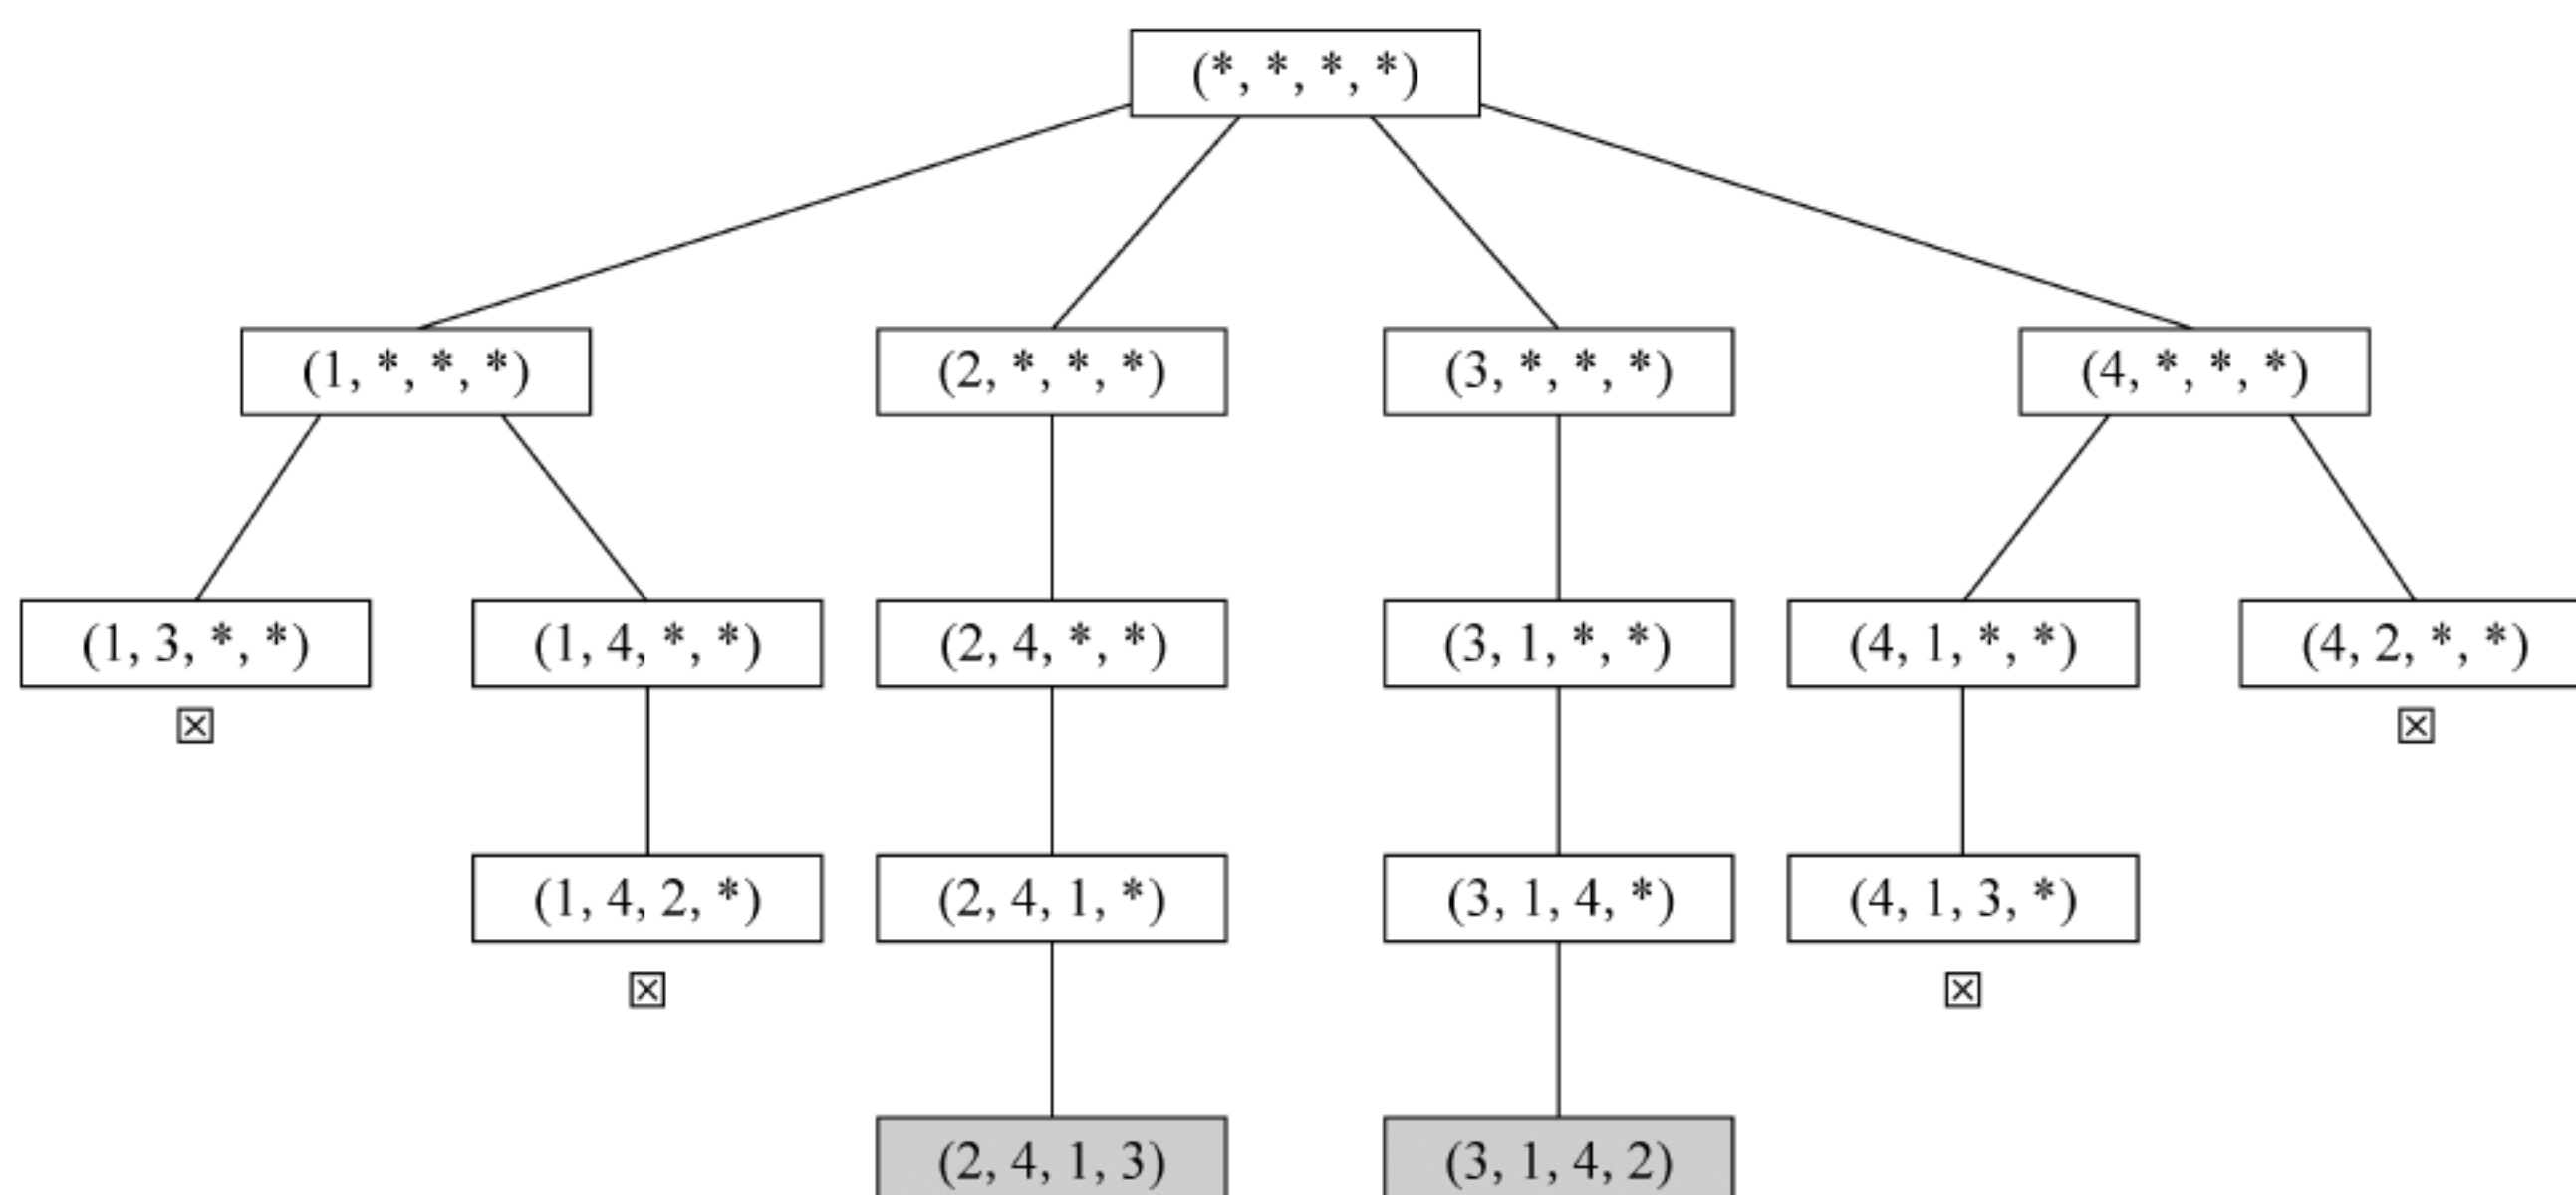 (*, *, *, *)
(1, *, *, *) (2, *, *, *) (3, *, *, *) (4, *, *, *)
(1, 3, *, *) (1, 4, *, *) (2, 4, *, *) (3, 1, *, *) (4, 1, *, *) (4, 2, *, *)
(1, 4, 2, *) (2, 4, 1, *) (3, 1, 4, *) (4, 1, 3, *)
(2, 4, 1, 3) (3, 1, 4, 2)